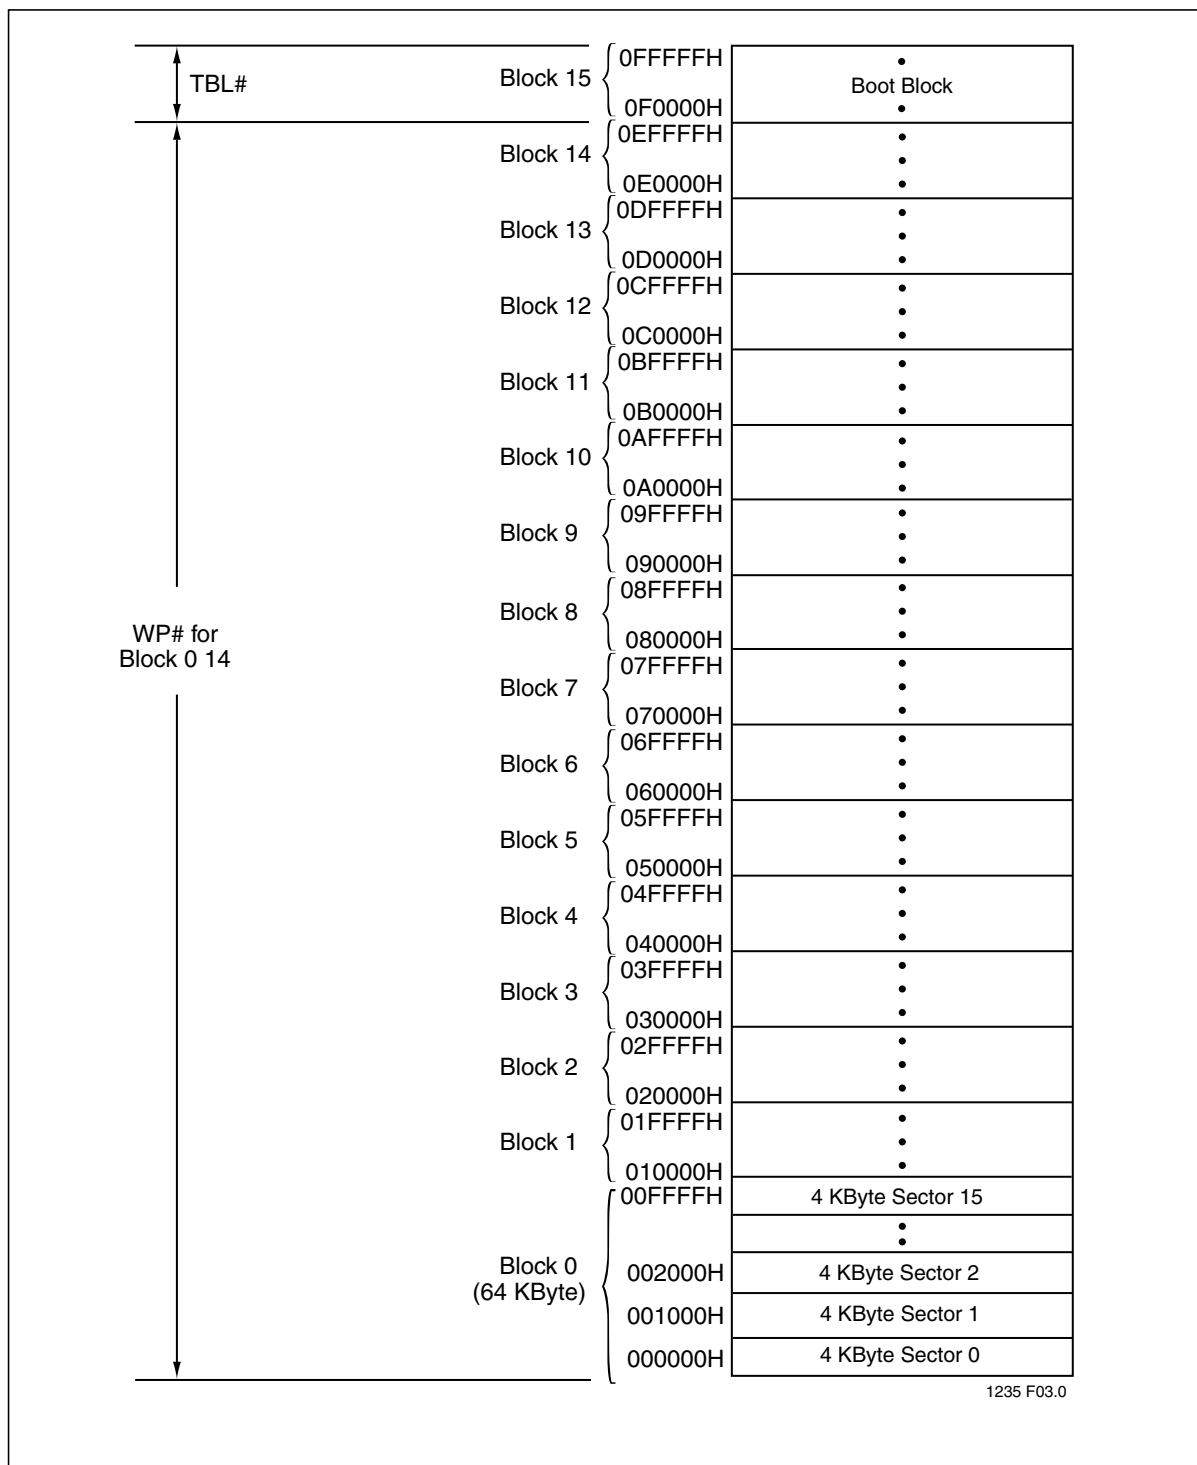 TBL#
Block 15
0FFFFFH
0F0000H
Boot Block
Block 14
0EFFFFH
0E0000H
Block 13
0DFFFFH
0D0000H
Block 12
0CFFFFH
0C0000H
Block 11
0BFFFFH
0B0000H
Block 10
0AFFFFH
0A0000H
Block 9
09FFFFH
090000H
Block 8
08FFFFH
080000H
WP# for
Block 0 14
Block 7
07FFFFH
070000H
Block 6
06FFFFH
060000H
Block 5
05FFFFH
050000H
Block 4
04FFFFH
040000H
Block 3
03FFFFH
030000H
Block 2
02FFFFH
020000H
Block 1
01FFFFH
010000H
Block 0
(64 KByte)
00FFFFH
4 KByte Sector 15
002000H
4 KByte Sector 2
001000H
4 KByte Sector 1
000000H
4 KByte Sector 0
1235 F03.0